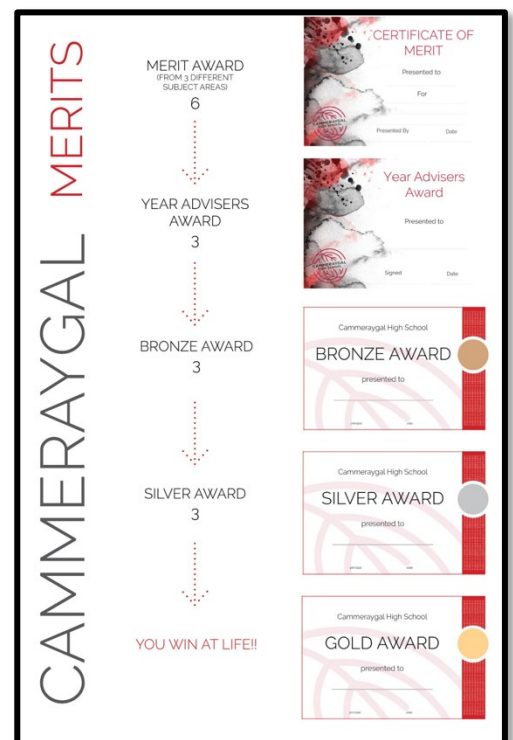 CAMMERAYGAL MERITS
MERIT AWARD
(FROM 3 DIFFERENT
SUBJECT AREAS)
6
YEAR ADVISERS
AWARD
3
BRONZE AWARD
3
SILVER AWARD
3
YOU WIN AT LIFE!!
CERTIFICATE OF
MERIT
Presented to
For
Presented By Date
CAMMERAYGAL
Year Advisers
Award
Presented to
CAMMERAYGAL
Signed Date
Cammeraygal High School
BRONZE AWARD
presented to
Cammeraygal High School
SILVER AWARD
presented to
Cammeraygal High School
GOLD AWARD
presented to